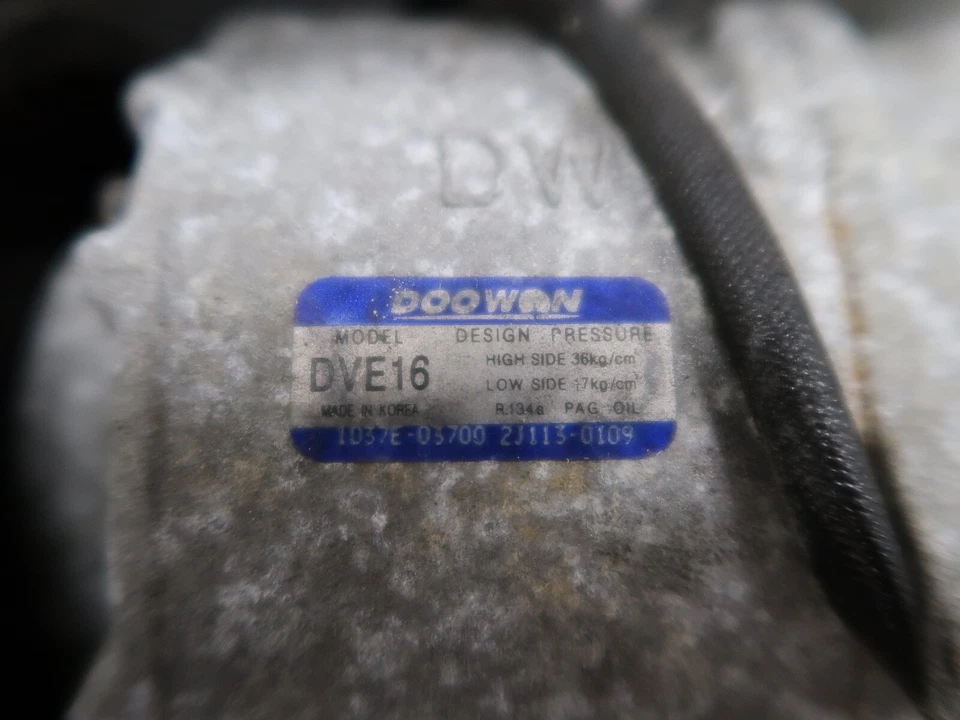 DW
DOOWON
MODEL DESIGN PRESSURE
DVE16 HIGH SIDE 36kg/cm²
LOW SIDE 17kg/cm²
MADE IN KOREA R.134a PAG OIL
1D37E-03700 2J113-0109